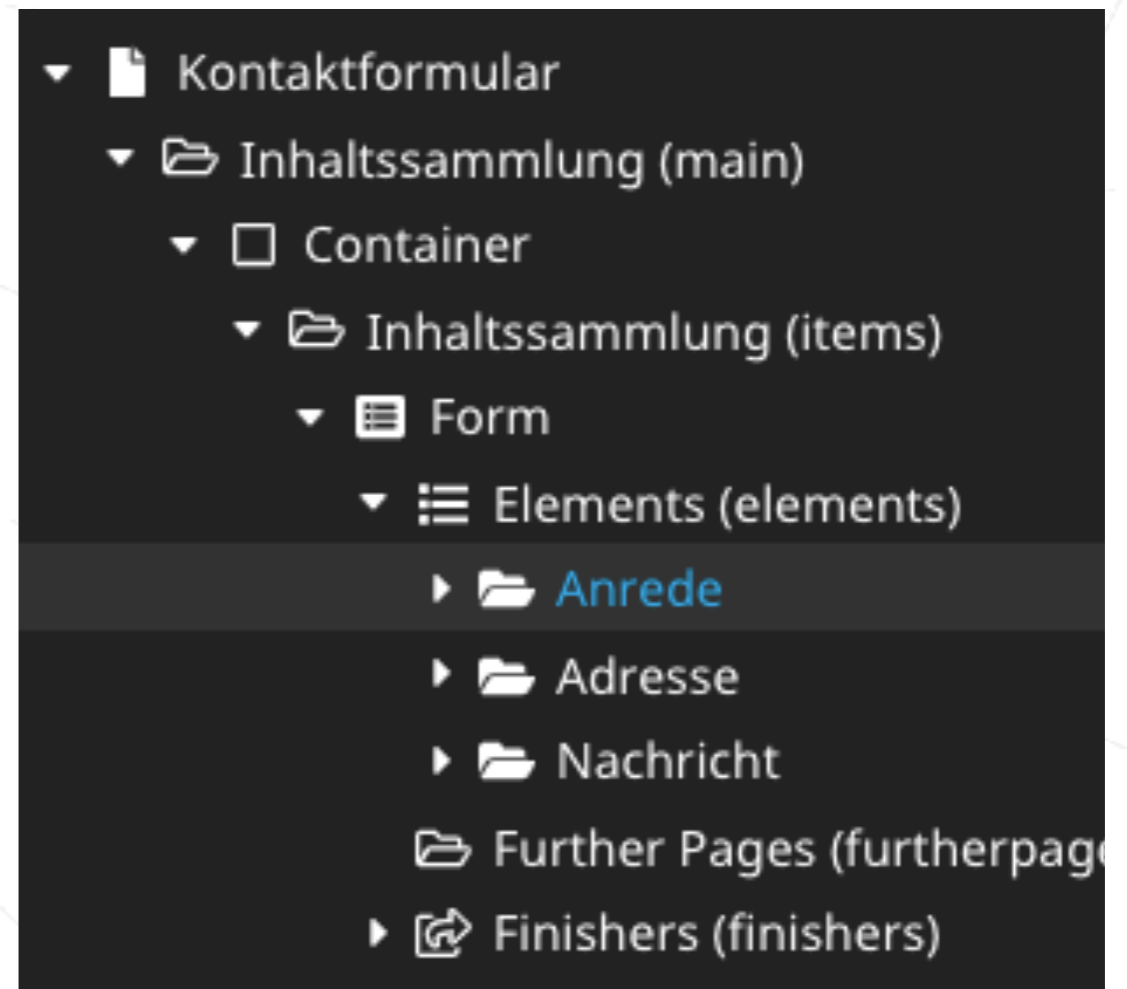 Kontaktformular
Inhaltssammlung (main)
Container
Inhaltssammlung (items)
Form
Elements (elements)
Anrede
Adresse
Nachricht
Further Pages (furtherpage
Finishers (finishers)